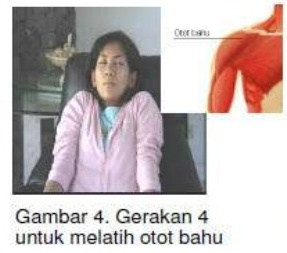 Otot bahu
Gambar 4. Gerakan 4
untuk melatih otot bahu